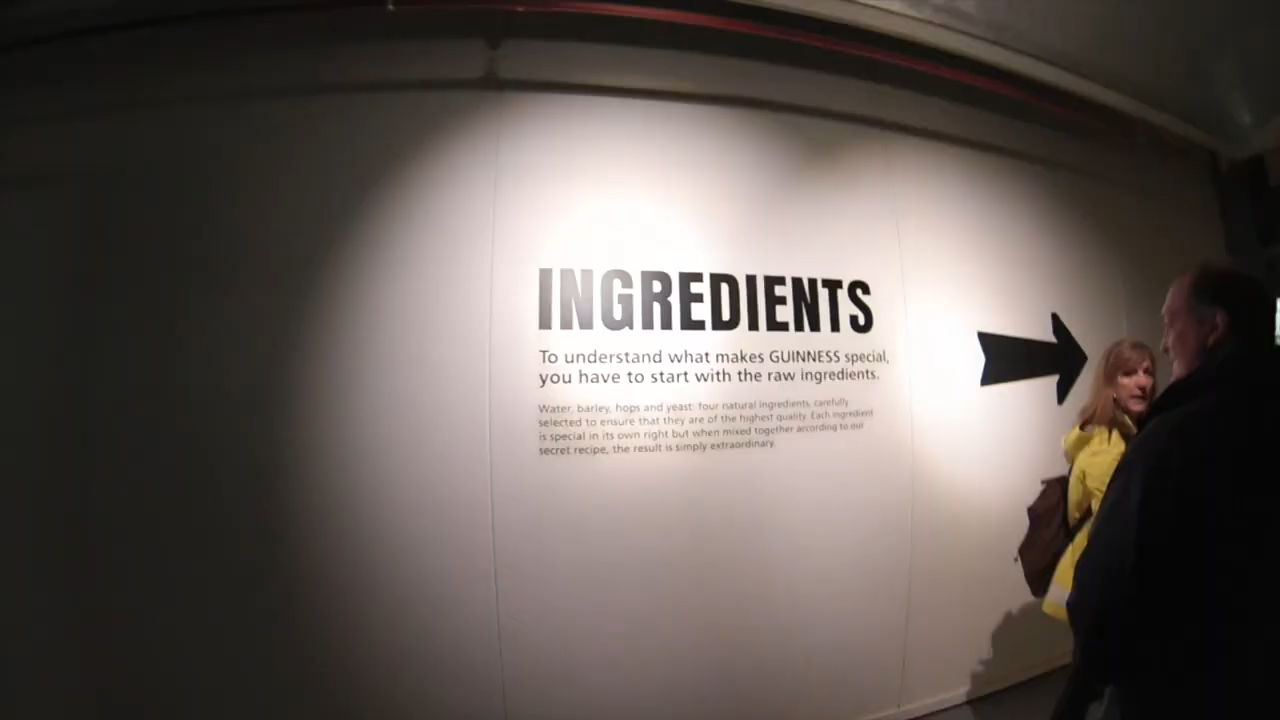 INGREDIENTS
To understand what makes GUINNESS special,
you have to start with the raw ingredients.
Water, barley, hops and yeast: four natural ingredients, carefully
selected to ensure that they are of the highest quality. Each ingredient
is special in its own right but when mixed together according to our
secret recipe, the result is simply extraordinary.